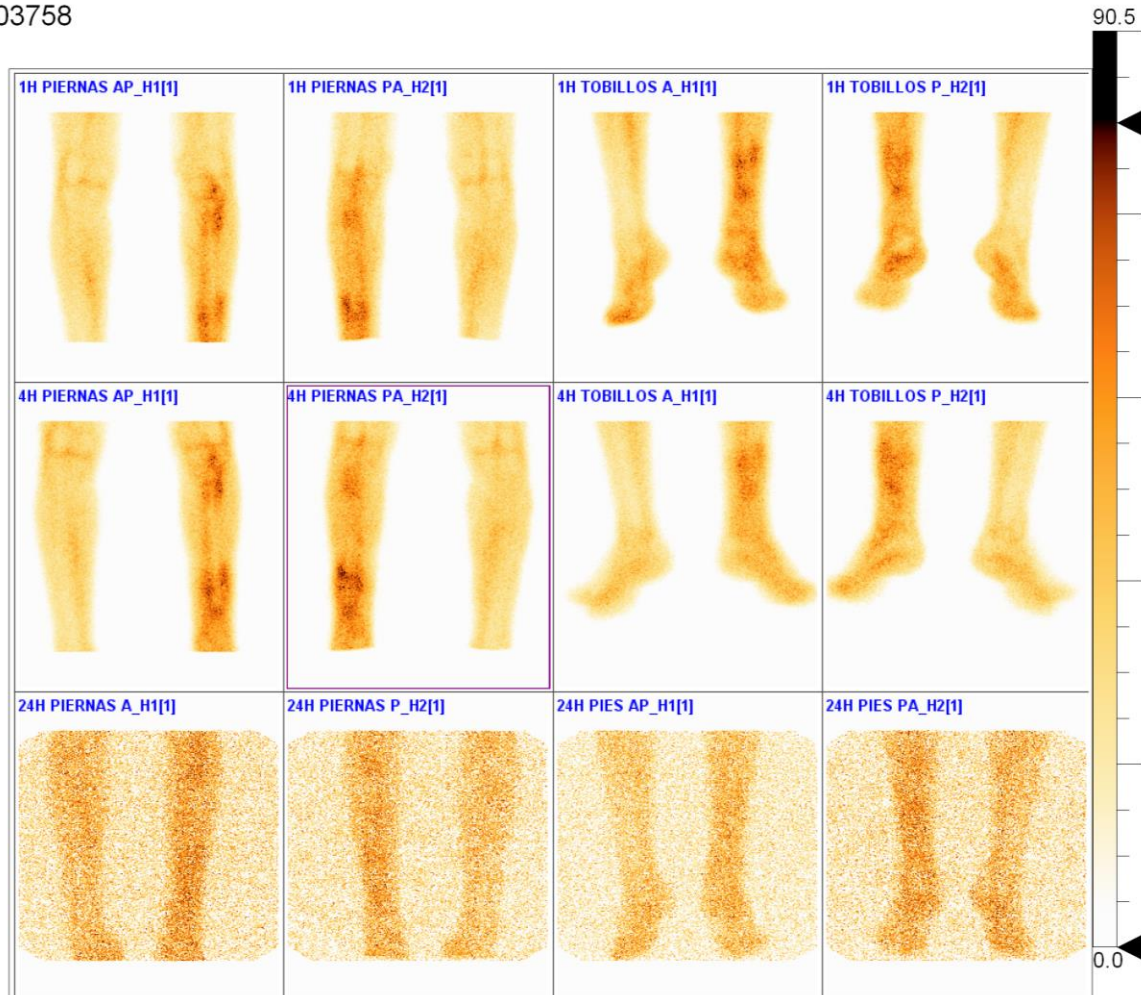 03758
90.5
1H PIERNAS AP_H1[1]
1H PIERNAS PA_H2[1]
1H TOBILLOS A_H1[1]
1H TOBILLOS P_H2[1]
4H PIERNAS AP_H1[1]
4H PIERNAS PA_H2[1]
4H TOBILLOS A_H1[1]
4H TOBILLOS P_H2[1]
24H PIERNAS A_H1[1]
24H PIERNAS P_H2[1]
24H PIES AP_H1[1]
24H PIES PA_H2[1]
0.0